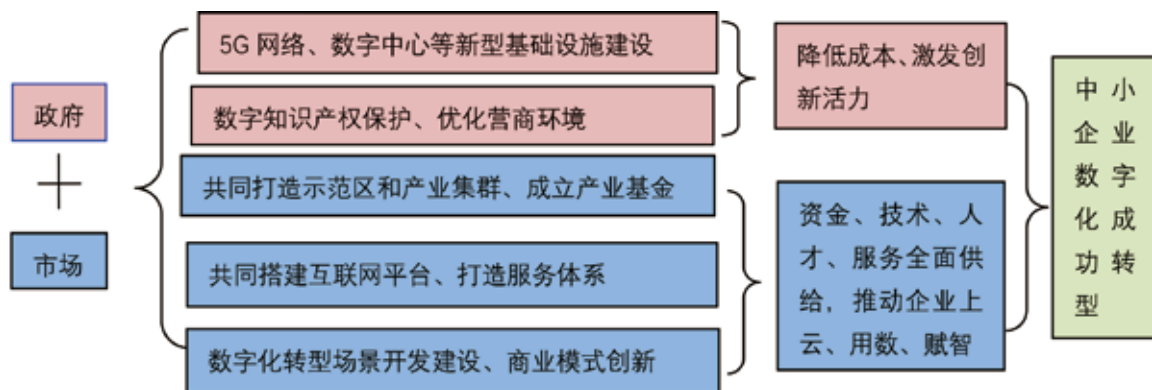 政府
市场
5G 网络、数字中心等新型基础设施建设
数字知识产权保护、优化营商环境
共同打造示范区和产业集群、成立产业基金
共同搭建互联网平台、打造服务体系
数字化转型场景开发建设、商业模式创新
降低成本、激发创
新活力
资金、技术、人
才、服务全面供
给，推动企业上
云、用数、赋智
中小
企业
数字
化成
功转
型